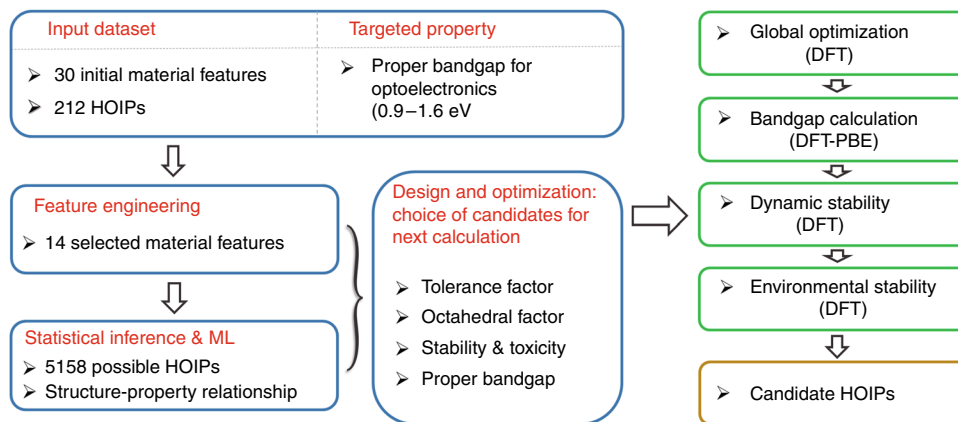 Input dataset
➢ 30 initial material features
➢ 212 HOIPs
Targeted property
➢ Proper bandgap for
optoelectronics
(0.9–1.6 eV
Feature engineering
➢ 14 selected material features
Statistical inference & ML
➢ 5158 possible HOIPs
➢ Structure-property relationship
Design and optimization:
choice of candidates for
next calculation
➢ Tolerance factor
➢ Octahedral factor
➢ Stability & toxicity
➢ Proper bandgap
➢ Global optimization
(DFT)
➢ Bandgap calculation
(DFT-PBE)
➢ Dynamic stability
(DFT)
➢ Environmental stability
(DFT)
➢ Candidate HOIPs